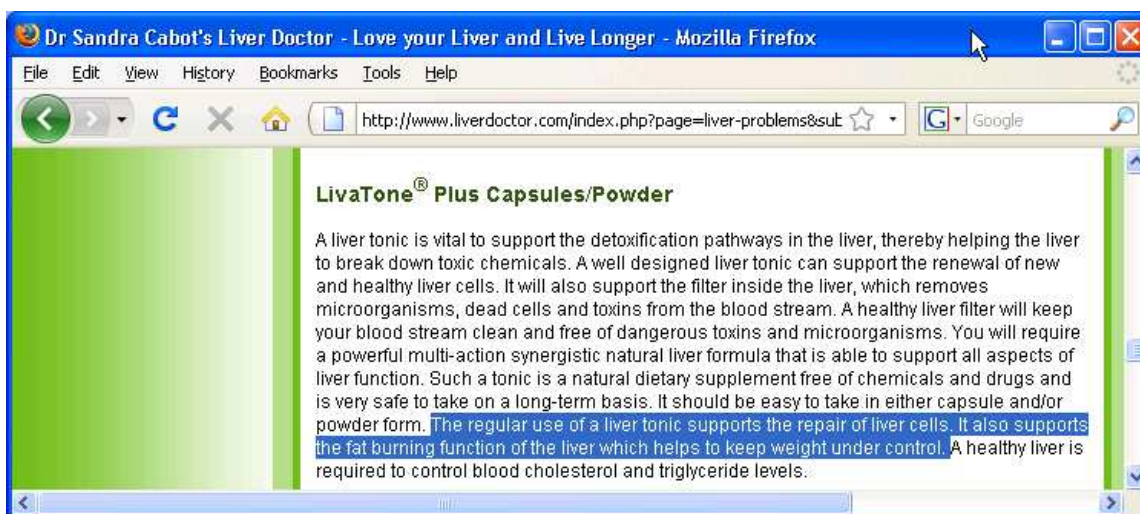 Dr Sandra Cabot's Liver Doctor - Love your Liver and Live Longer - Mozilla Firefox
File Edit View History Bookmarks Tools Help
http://www.liverdoctor.com/index.php?page=liver-problems&sub
G Google
LivaTone® Plus Capsules/Powder
A liver tonic is vital to support the detoxification pathways in the liver, thereby helping the liver
to break down toxic chemicals. A well designed liver tonic can support the renewal of new
and healthy liver cells. It will also support the filter inside the liver, which removes
microorganisms, dead cells and toxins from the blood stream. A healthy liver filter will keep
your blood stream clean and free of dangerous toxins and microorganisms. You will require
a powerful multi-action synergistic natural liver formula that is able to support all aspects of
liver function. Such a tonic is a natural dietary supplement free of chemicals and drugs and
is very safe to take on a long-term basis. It should be easy to take in either capsule and/or
powder form. The regular use of a liver tonic supports the repair of liver cells. It also supports
the fat burning function of the liver which helps to keep weight under control. A healthy liver is
required to control blood cholesterol and triglyceride levels.